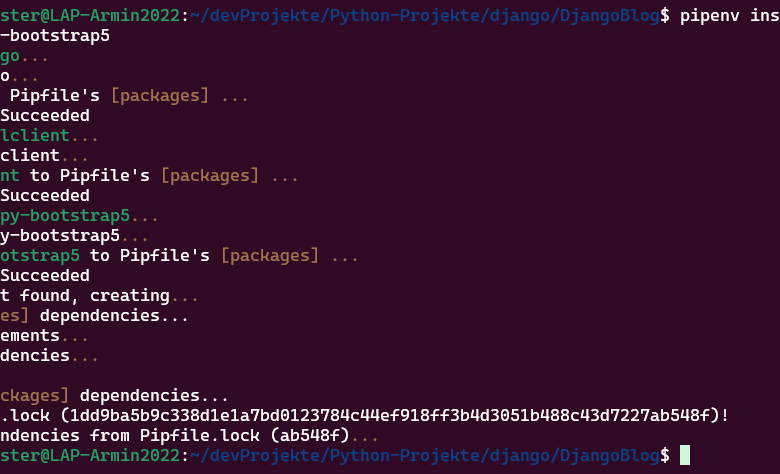 ster@LAP-Armin2022:~/devProjekte/Python-Projekte/django/DjangoBlog$ pipenv ins
-bootstrap5
go...
o...
Pipfile's [packages] ...
Succeeded
lclient...
client...
nt to Pipfile's [packages] ...
Succeeded
py-bootstrap5...
y-bootstrap5...
otstrap5 to Pipfile's [packages] ...
Succeeded
t found, creating...
es] dependencies...
ements...
dencies...
ckages] dependencies...
.lock (1dd9ba5b9c338d1e1a7bd0123784c44ef918ff3b4d3051b488c43d7227ab548f)!
ndencies from Pipfile.lock (ab548f)...
ster@LAP-Armin2022:~/devProjekte/Python-Projekte/django/DjangoBlog$